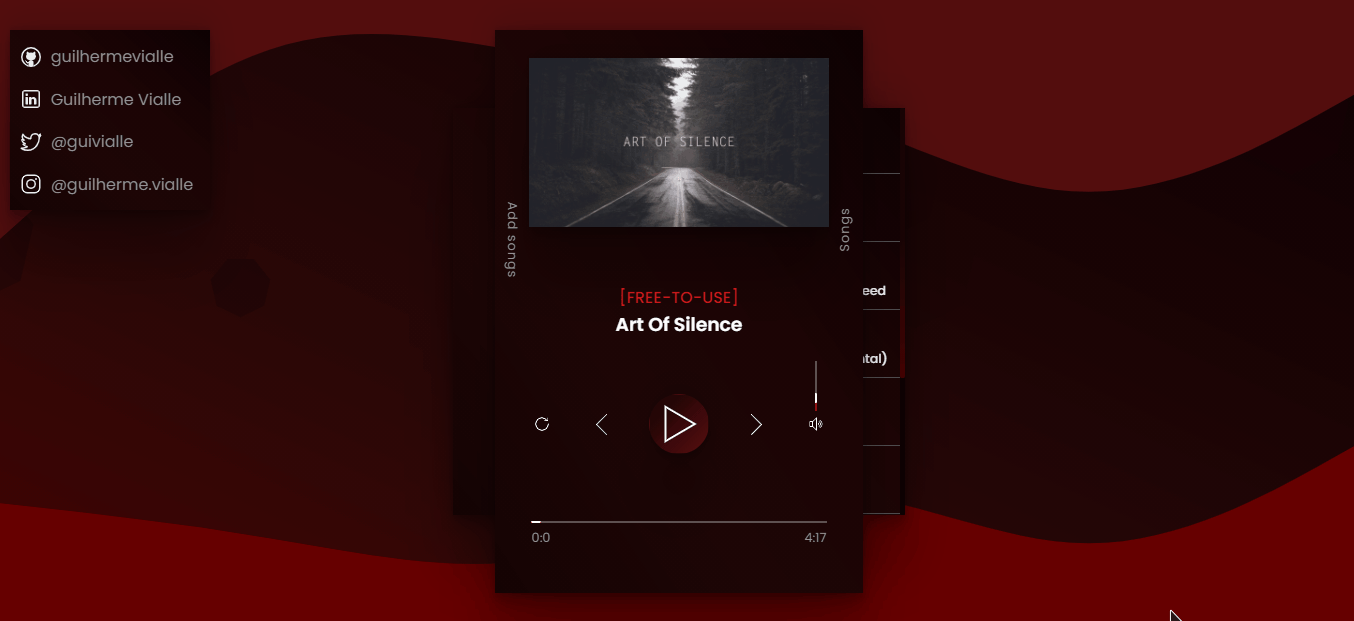 guilhermevialle
Guilherme Vialle
@guivialle
@guilherme.vialle
ART OF SILENCE
Add songs
Songs
[FREE-TO-USE]
Art Of Silence
eed
ntal)
0:0
4:17